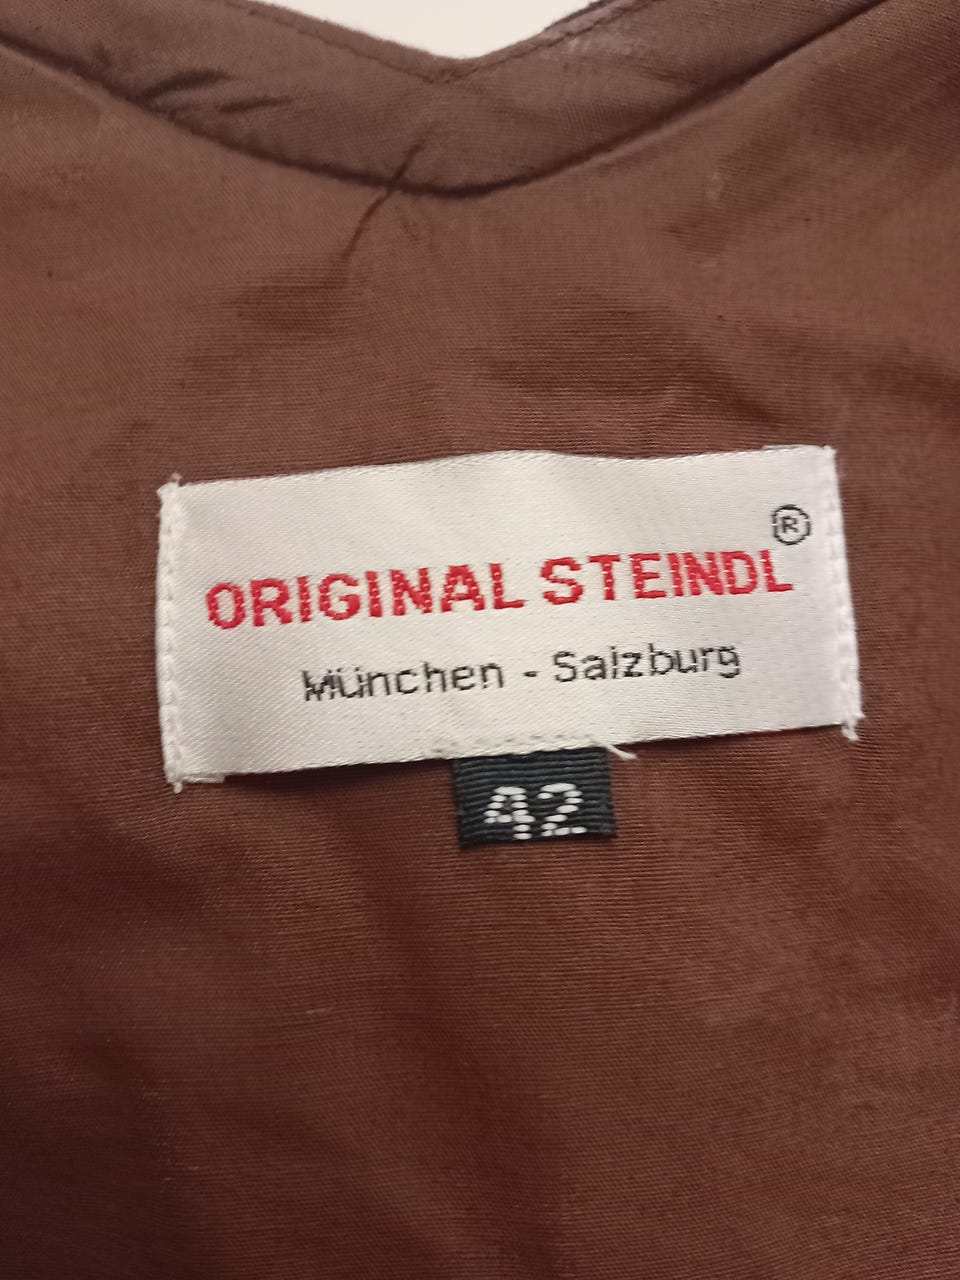 ORIGINAL STEINDL®
München - Salzburg
42